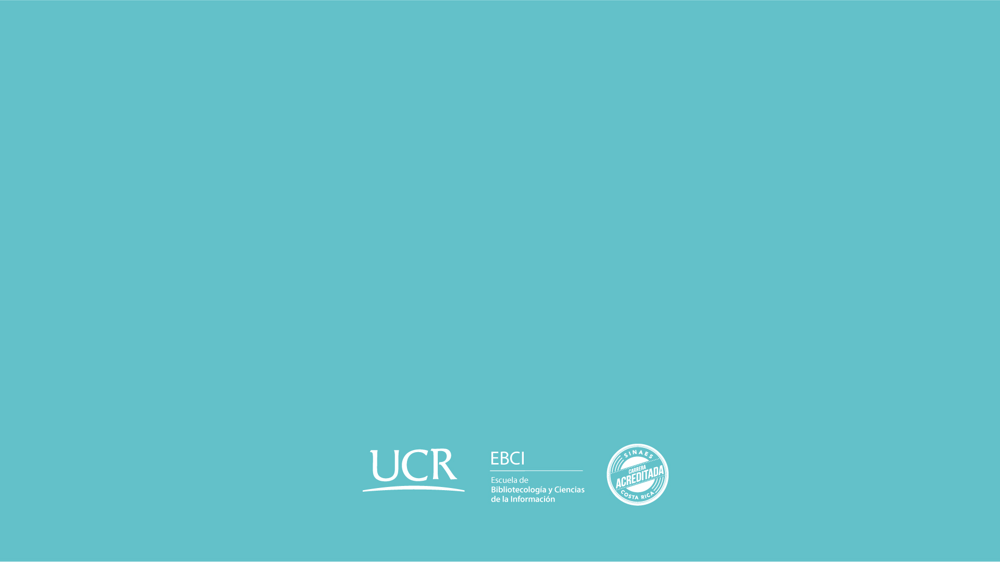 UCR
EBCI
Escuela de
Bibliotecología y Ciencias
de la Información
SINAES
CARRERA
ACREDITADA
COSTA RICA